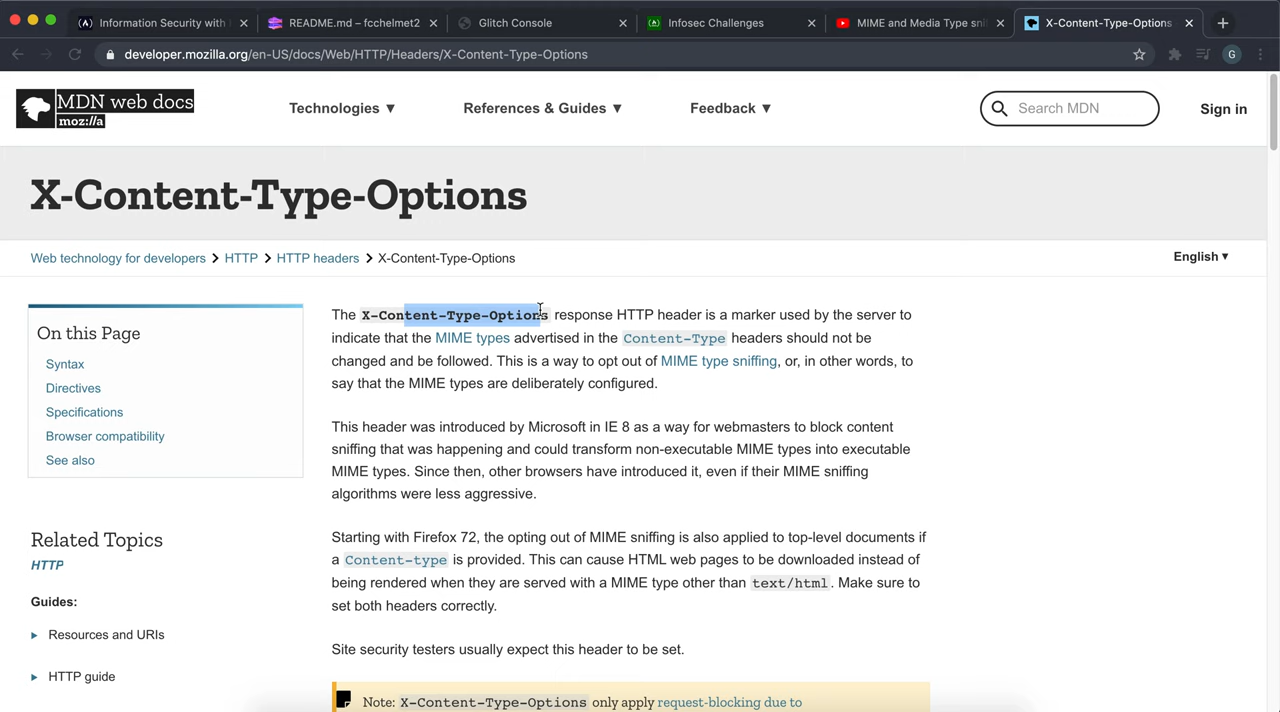 Information Security with
README.md – fcchelmet2
Glitch Console
Infosec Challenges
MIME and Media Type sni
X-Content-Type-Options
developer.mozilla.org/en-US/docs/Web/HTTP/Headers/X-Content-Type-Options
G
MDN web docs
moz://a
Technologies ▼
References & Guides ▼
Feedback ▼
Search MDN
Sign in
X-Content-Type-Options
Web technology for developers > HTTP > HTTP headers > X-Content-Type-Options
English ▼
On this Page
Syntax
Directives
Specifications
Browser compatibility
See also
Related Topics
HTTP
Guides:
Resources and URIs
HTTP guide
The X-Content-Type-Options response HTTP header is a marker used by the server to
indicate that the MIME types advertised in the Content-Type headers should not be
changed and be followed. This is a way to opt out of MIME type sniffing, or, in other words, to
say that the MIME types are deliberately configured.
This header was introduced by Microsoft in IE 8 as a way for webmasters to block content
sniffing that was happening and could transform non-executable MIME types into executable
MIME types. Since then, other browsers have introduced it, even if their MIME sniffing
algorithms were less aggressive.
Starting with Firefox 72, the opting out of MIME sniffing is also applied to top-level documents if
a Content-type is provided. This can cause HTML web pages to be downloaded instead of
being rendered when they are served with a MIME type other than text/html. Make sure to
set both headers correctly.
Site security testers usually expect this header to be set.
Note: X-Content-Type-Options only apply request-blocking due to